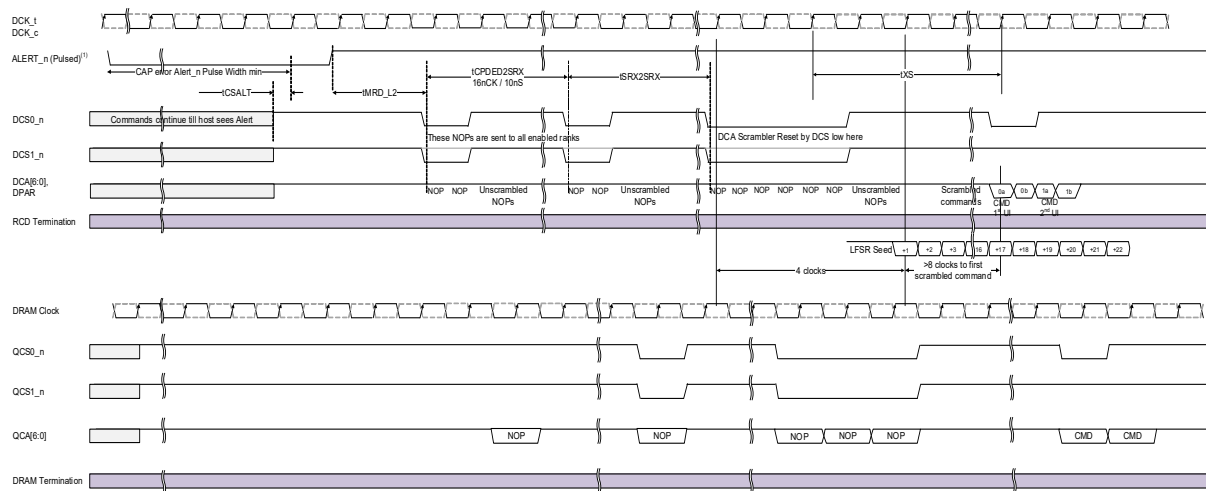 DCK_t
DCK_c
ALERT_n (Pulsed)(1)
CAP error Alert_n Pulse Width min
tCPDED2SRX
16nCK / 10nS
tSRX2SRX
tXS
tCSALT
tMRD_L2
DCS0_n
Commands continue till host sees Alert
These NOPs are sent to all enabled ranks
DCA Scrambler Reset by DCS low here
DCS1_n
DCA[6:0],
DPAR
NOP NOP Unscrambled NOPs
NOP NOP Unscrambled NOPs
NOP NOP NOP NOP NOP NOP Unscrambled NOPs
Scrambled commands
0a 0b 1a 1b
CMD 1st UI
CMD 2nd UI
RCD Termination
LFSR Seed +1 +2 +3 16 +17 +18 +19 +20 +21 +22
4 clocks
>8 clocks to first
scrambled command
DRAM Clock
QCS0_n
QCS1_n
QCA[6:0]
NOP NOP NOP NOP NOP CMD CMD
DRAM Termination